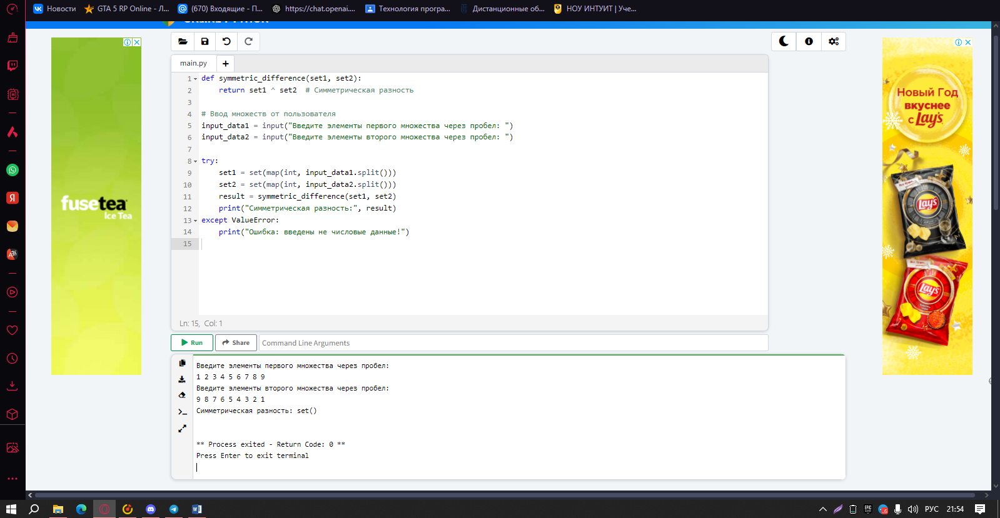 Новости
GTA 5 RP Online - Л...
(670) Входящие - П...
https://chat.openai....
Технология програ...
Дистанционные об...
НОУ ИНТУИТ | Уче...
main.py
1 def symmetric_difference(set1, set2):
2 return set1 ^ set2 # Симметрическая разность
3
4 # Ввод множеств от пользователя
5 input_data1 = input("Введите элементы первого множества через пробел: ")
6 input_data2 = input("Введите элементы второго множества через пробел: ")
7
8 try:
9 set1 = set(map(int, input_data1.split()))
10 set2 = set(map(int, input_data2.split()))
11 result = symmetric_difference(set1, set2)
12 print("Симметрическая разность:", result)
13 except ValueError:
14 print("Ошибка: введены не числовые данные!")
15
Ln: 15, Col: 1
Run
Share
Command Line Arguments
Введите элементы первого множества через пробел:
1 2 3 4 5 6 7 8 9
Введите элементы второго множества через пробел:
9 8 7 6 5 4 3 2 1
Симметрическая разность: set()
** Process exited - Return Code: 0 **
Press Enter to exit terminal
fusetea
Ice Tea
Новый Год
вкуснее
с Lay's
Lay's
Lay's
РУС
21:54